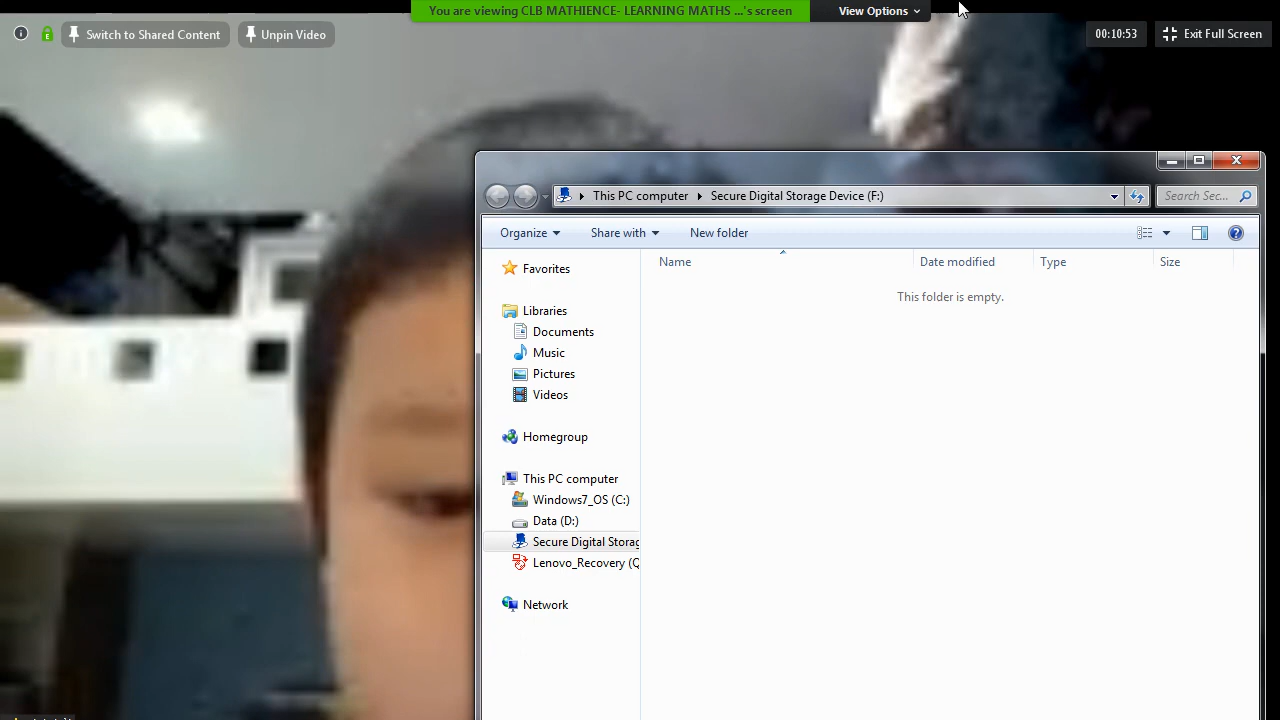 You are viewing CLB MATHIENCE- LEARNING MATHS ...'s screen
View Options
Switch to Shared Content
Unpin Video
00:10:53
Exit Full Screen
This PC computer
Secure Digital Storage Device (F:)
Search Sec...
Organize
Share with
New folder
Name
Date modified
Type
Size
This folder is empty.
Favorites
Libraries
Documents
Music
Pictures
Videos
Homegroup
This PC computer
Windows7_OS (C:)
Data (D:)
Secure Digital Storag
Lenovo_Recovery (Q
Network